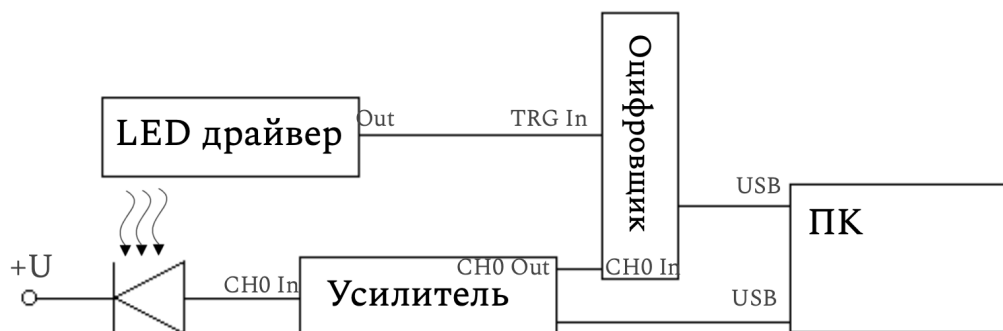 Оцифровщик
LED драйвер
Out
TRG In
USB
ПК
+U
CH0 In
Усилитель
CH0 Out
CH0 In
USB